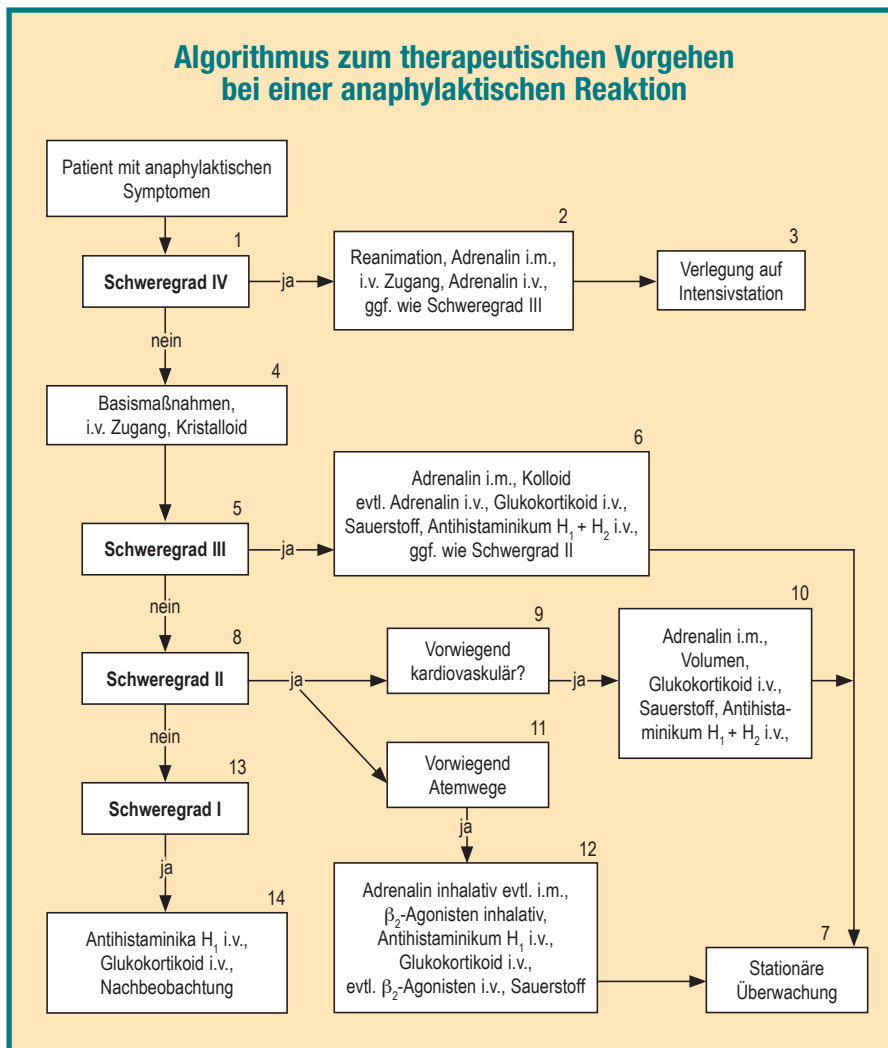 Algorithmus zum therapeutischen Vorgehen
bei einer anaphylaktischen Reaktion
Patient mit anaphylaktischen
Symptomen
1
Schweregrad IV
ja
2
Reanimation, Adrenalin i.m.,
i.v. Zugang, Adrenalin i.v.,
ggf. wie Schweregrad III
3
Verlegung auf
Intensivstation
nein
4
Basismaßnahmen,
i.v. Zugang, Kristalloid
5
Schweregrad III
ja
6
Adrenalin i.m., Kolloid
evtl. Adrenalin i.v., Glukokortikoid i.v.,
Sauerstoff, Antihistaminikum H₁ + H₂ i.v.,
ggf. wie Schwergrad II
nein
8
Schweregrad II
ja
9
Vorwiegend
kardiovaskulär?
ja
10
Adrenalin i.m.,
Volumen,
Glukokortikoid i.v.,
Sauerstoff, Antihista-
minikum H₁ + H₂ i.v.,
11
Vorwiegend
Atemwege
ja
12
Adrenalin inhalativ evtl. i.m.,
β₂-Agonisten inhalativ,
Antihistaminikum H₁ i.v.,
Glukokortikoid i.v.,
evtl. β₂-Agonisten i.v., Sauerstoff
nein
13
Schweregrad I
ja
14
Antihistaminika H₁ i.v.,
Glukokortikoid i.v.,
Nachbeobachtung
7
Stationäre
Überwachung